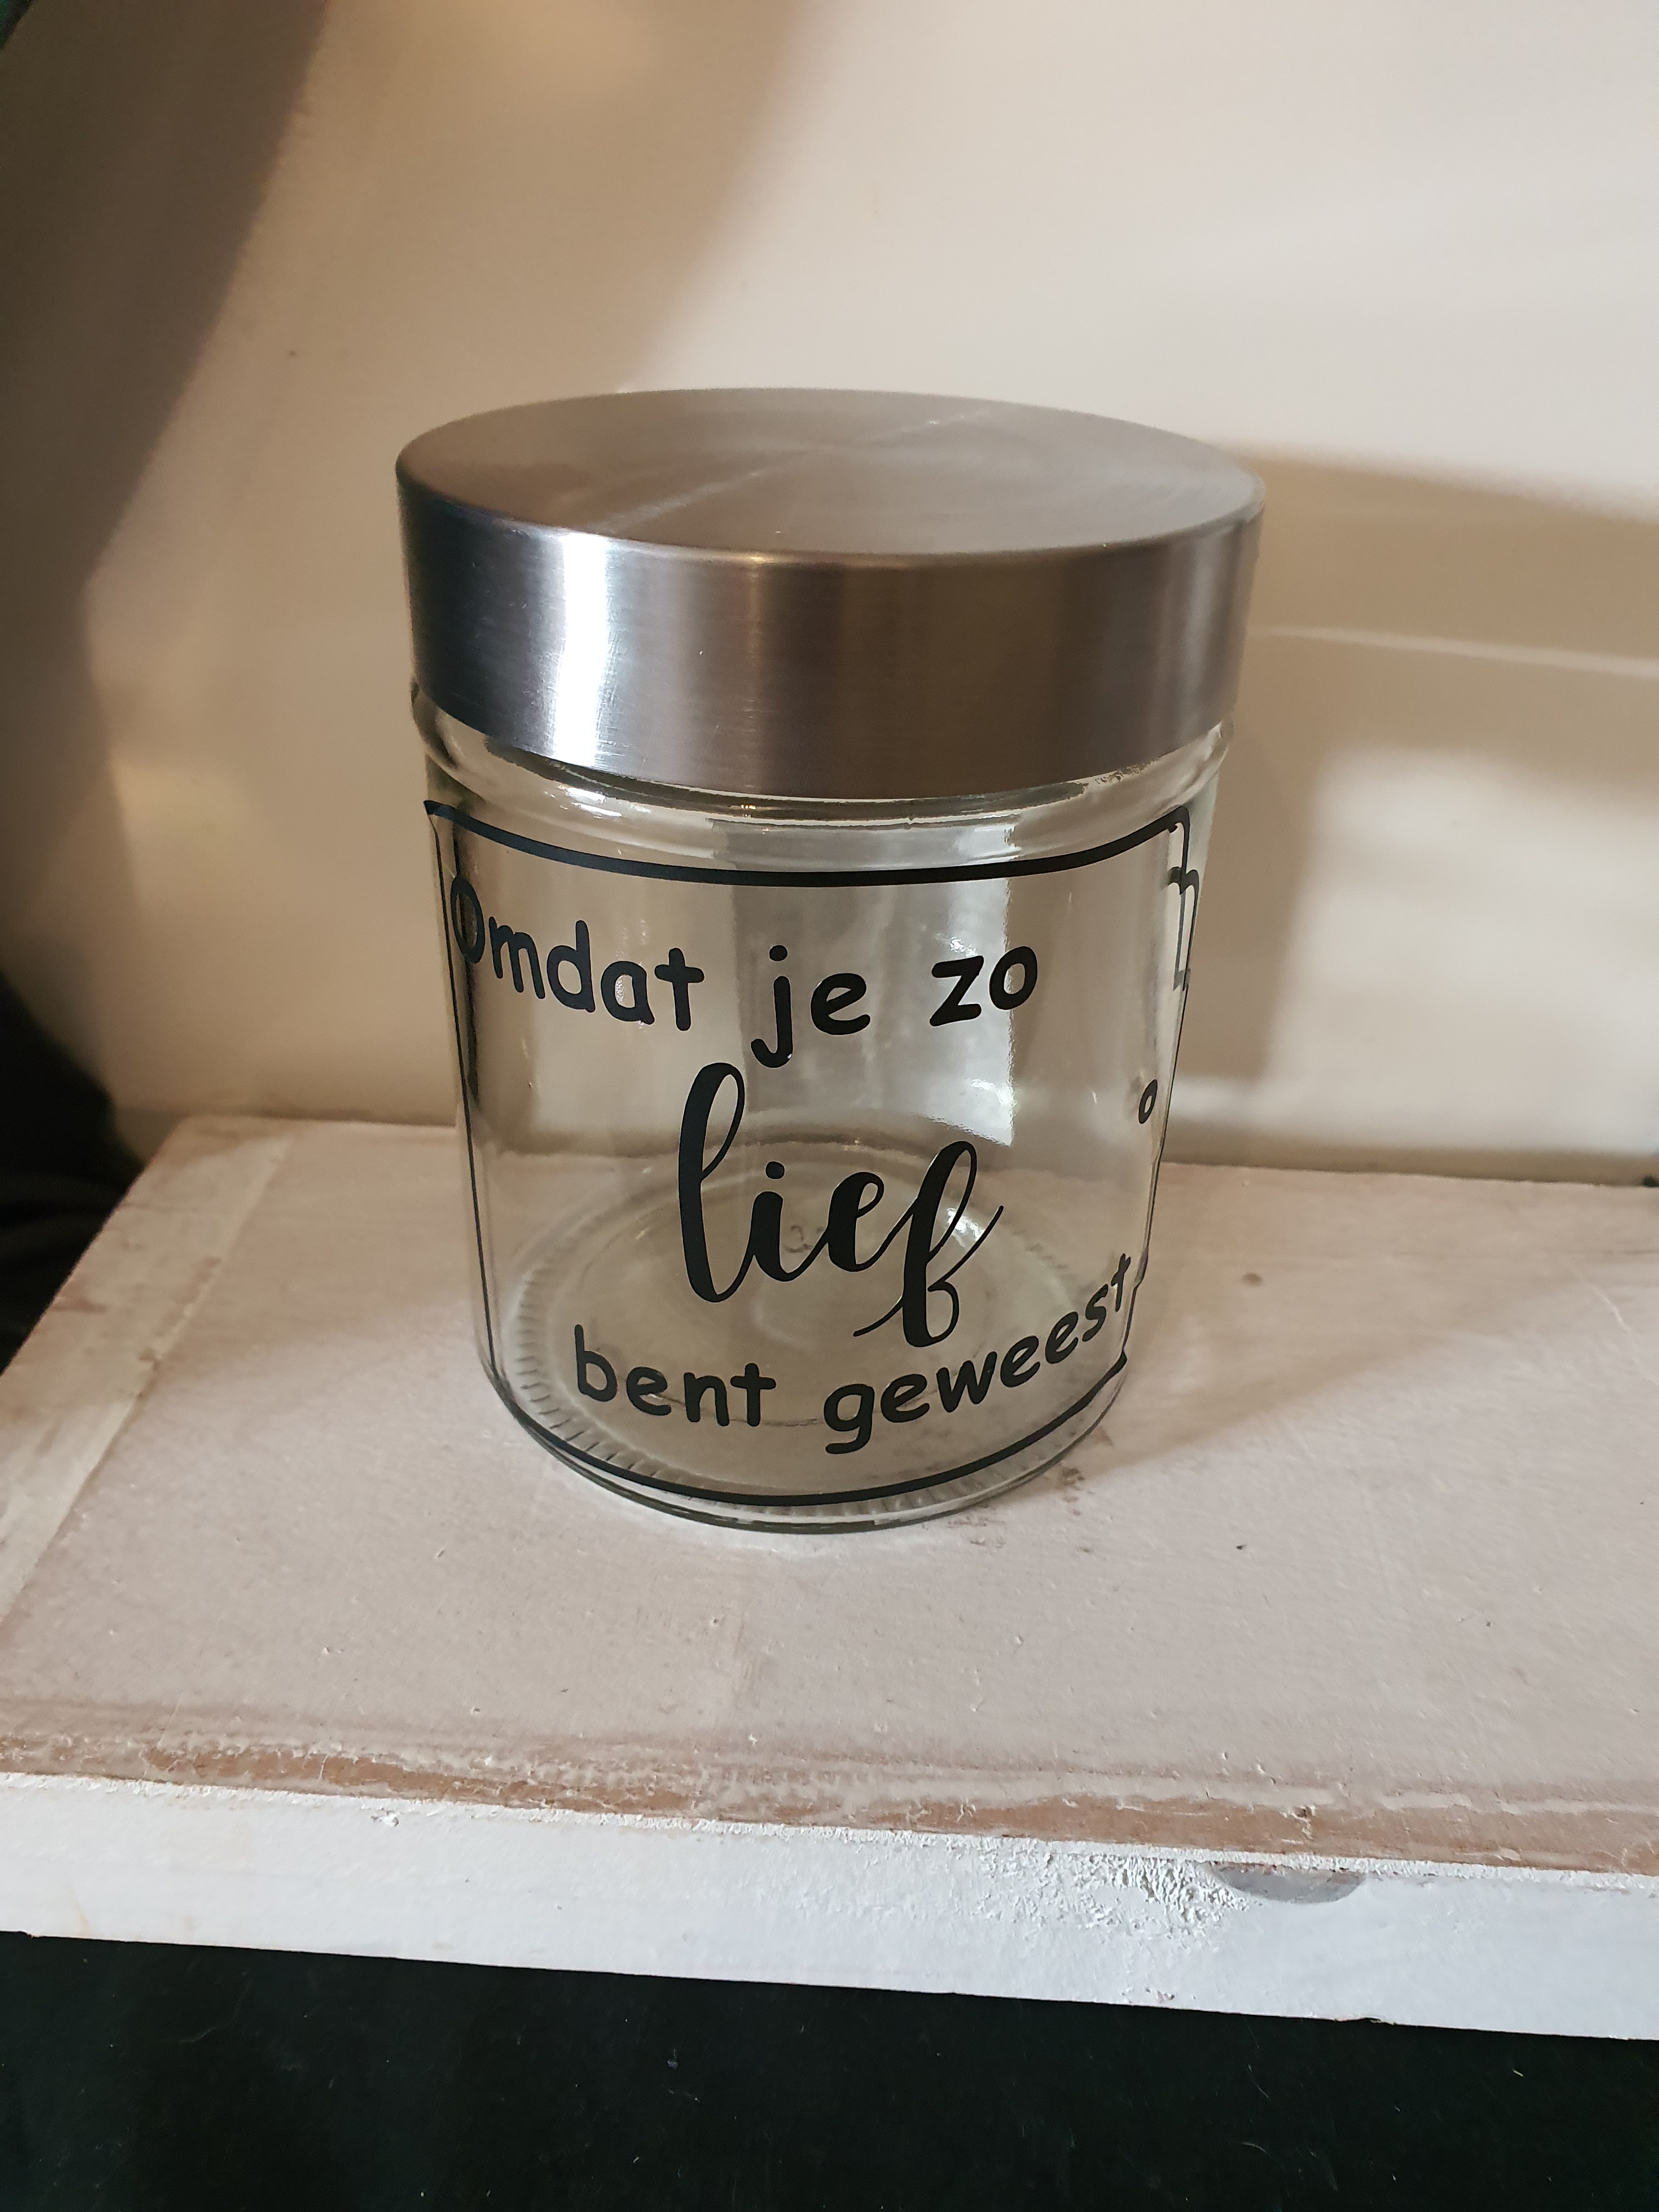 Omdat je zo
lief
bent geweest